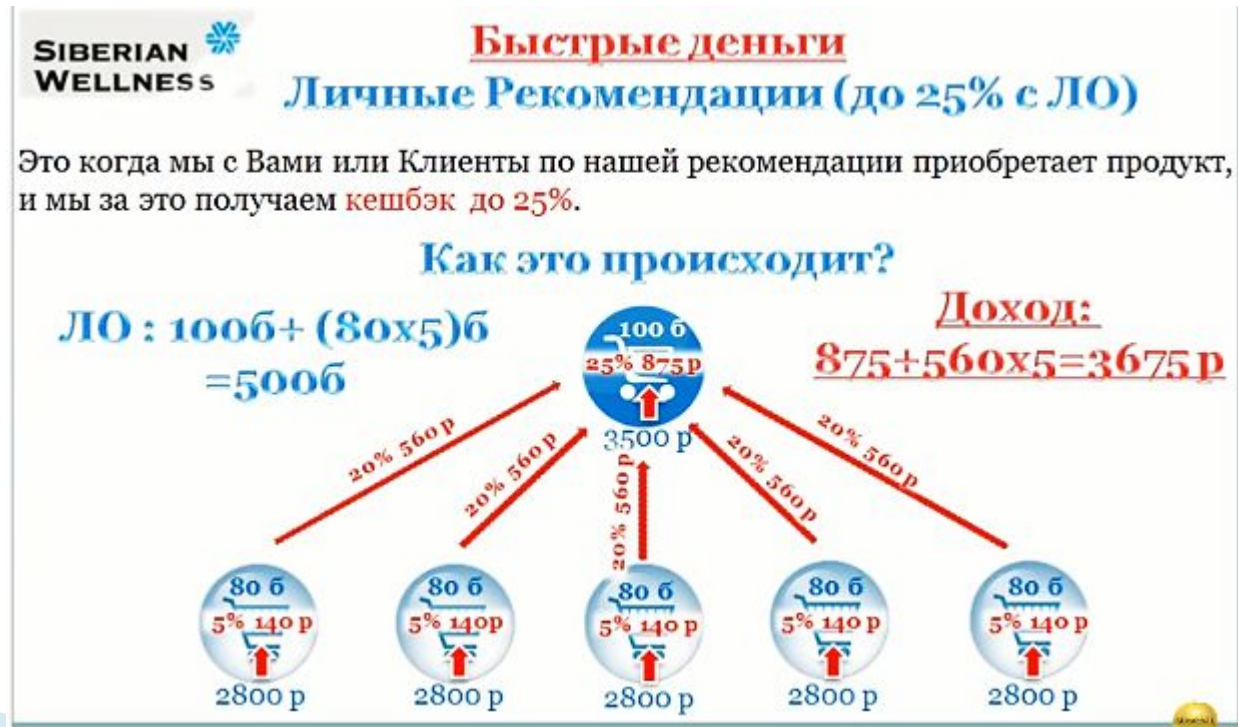 SIBERIAN
WELLNESS
Быстрые деньги
Личные Рекомендации (до 25% с ЛО)
Это когда мы с Вами или Клиенты по нашей рекомендации приобретает продукт,
и мы за это получаем кешбэк до 25%.
Как это происходит?
ЛО : 100б+ (80х5)б
=500б
Доход:
875+560х5=3675 р
100 б
25% 875р
3500 р
20% 560 р
20% 560 р
20% 560 р
20% 560 р
20% 560 р
80 б
5% 140 р
2800 р
80 б
5% 140р
2800 р
80 б
5% 140 р
2800 р
80 б
5% 140 р
2800 р
80 б
5% 140 р
2800 р